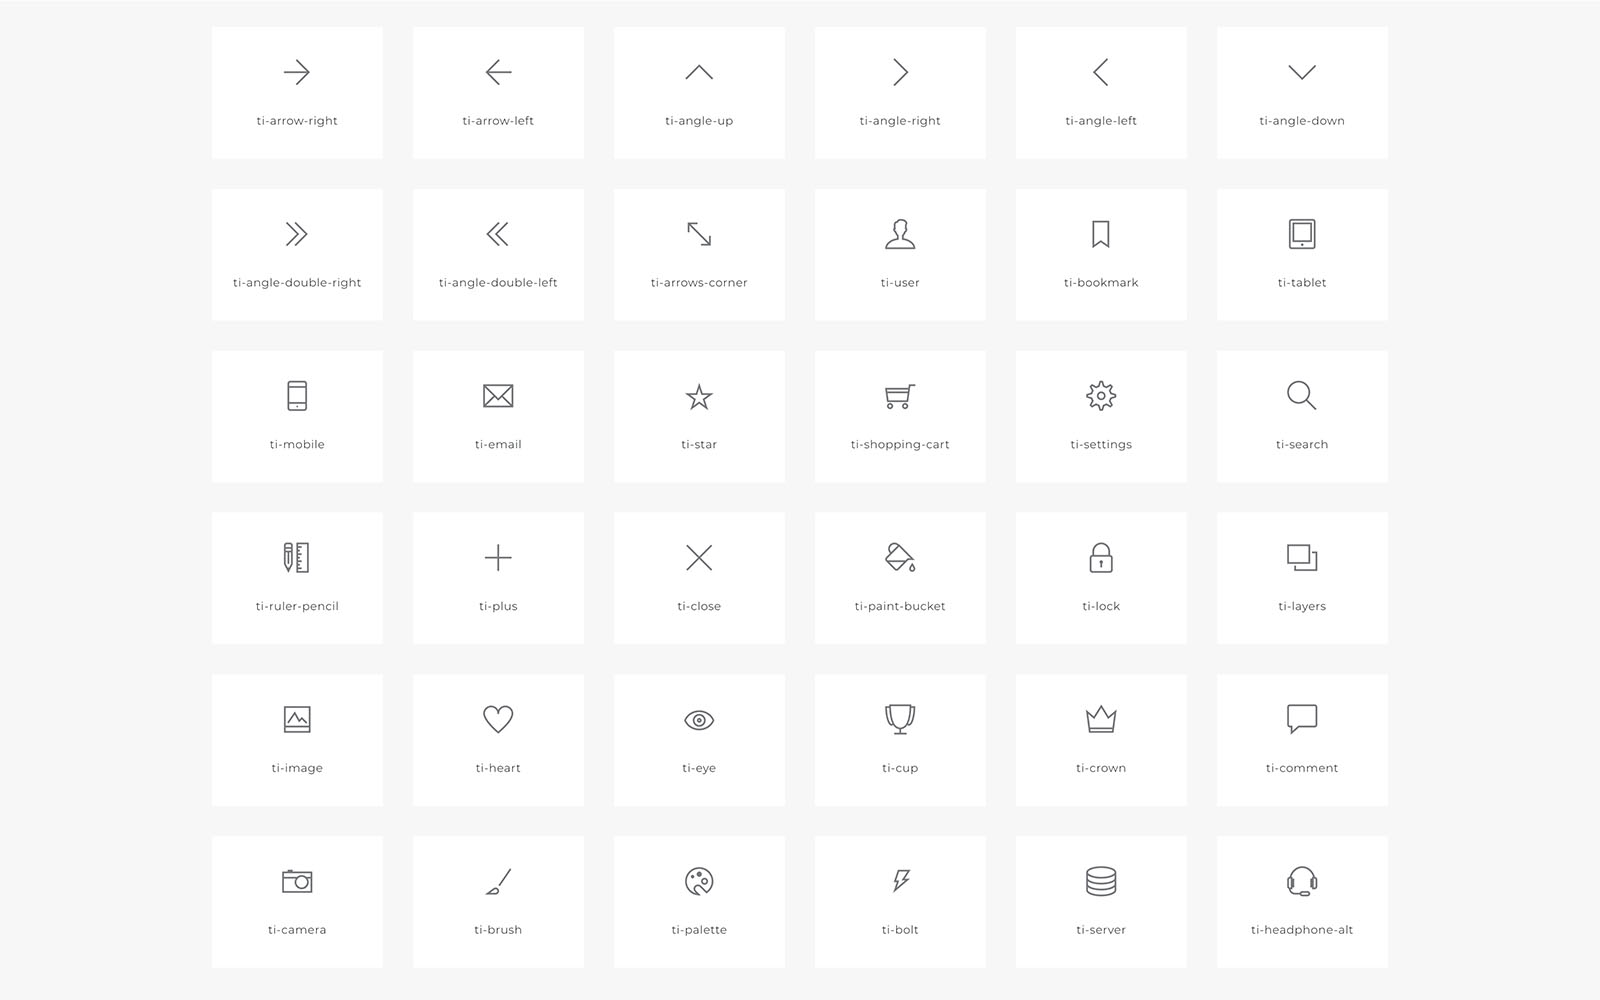 ti-arrow-right
ti-arrow-left
ti-angle-up
ti-angle-right
ti-angle-left
ti-angle-down
ti-angle-double-right
ti-angle-double-left
ti-arrows-corner
ti-user
ti-bookmark
ti-tablet
ti-mobile
ti-email
ti-star
ti-shopping-cart
ti-settings
ti-search
ti-ruler-pencil
ti-plus
ti-close
ti-paint-bucket
ti-lock
ti-layers
ti-image
ti-heart
ti-eye
ti-cup
ti-crown
ti-comment
ti-camera
ti-brush
ti-palette
ti-bolt
ti-server
ti-headphone-alt